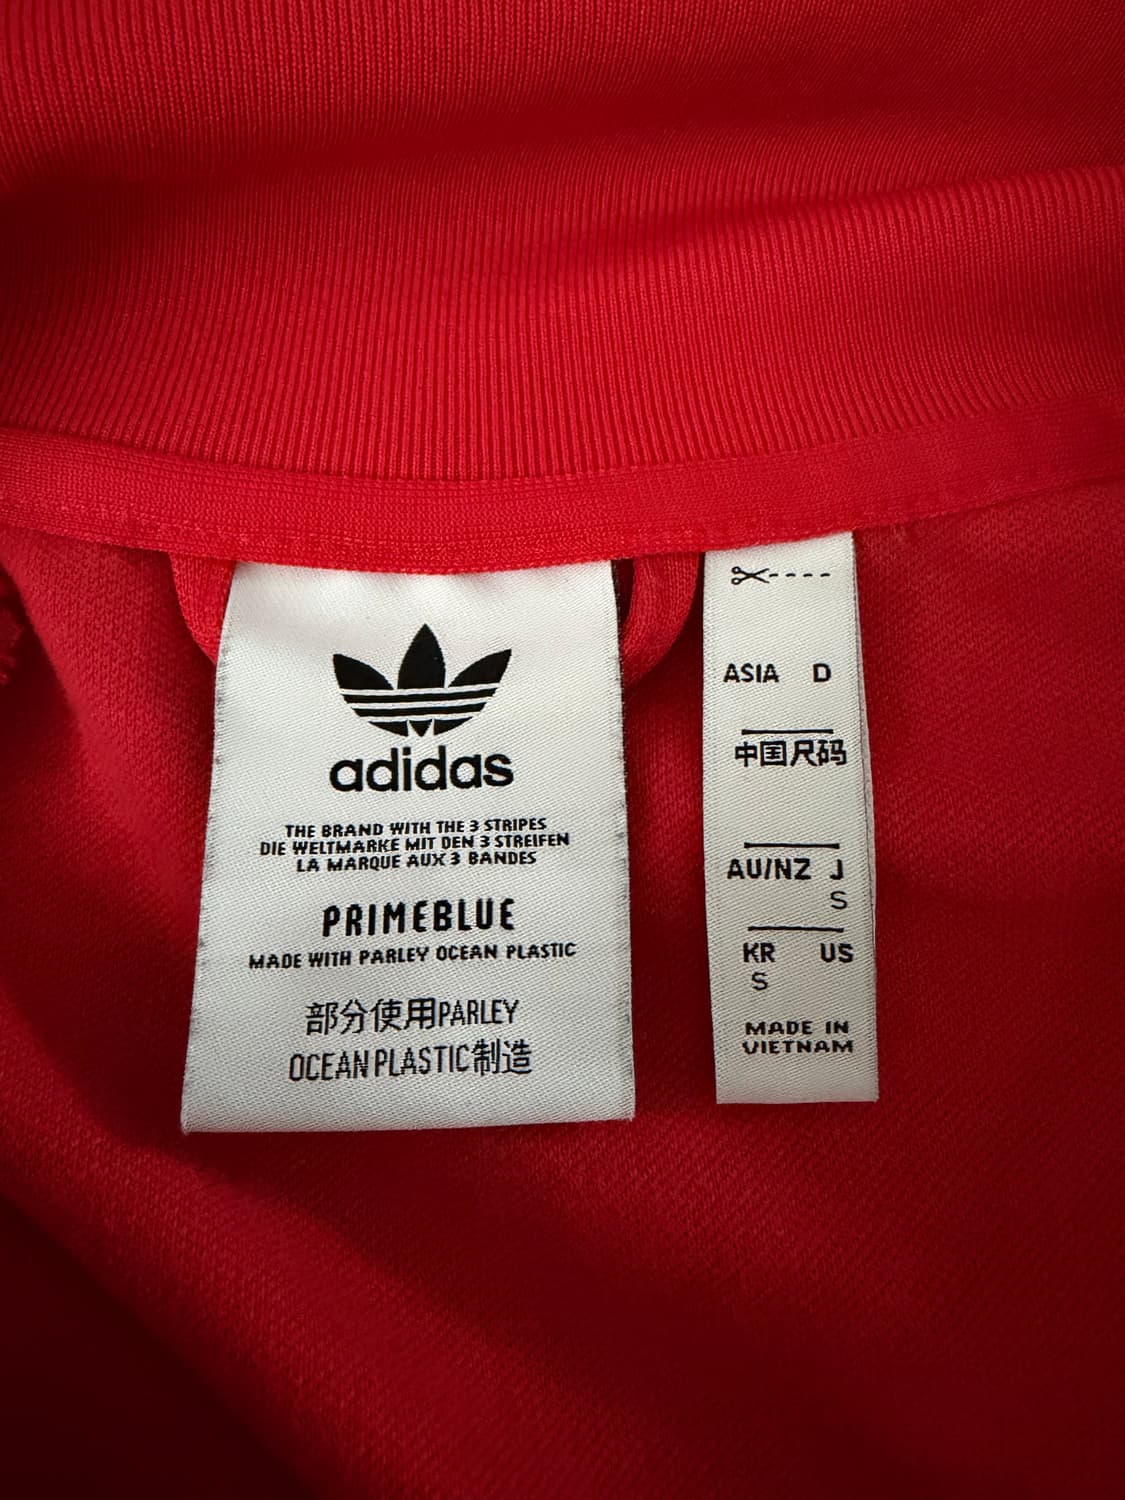 adidas
THE BRAND WITH THE 3 STRIPES
DIE WELTMARKE MIT DEN 3 STREIFEN
LA MARQUE AUX 3 BANDES
PRIMEBLUE
MADE WITH PARLEY OCEAN PLASTIC
部分使用PARLEY
OCEAN PLASTIC制造
ASIA D
中国尺码
AU/NZ J
S
KR US
S
MADE IN
VIETNAM